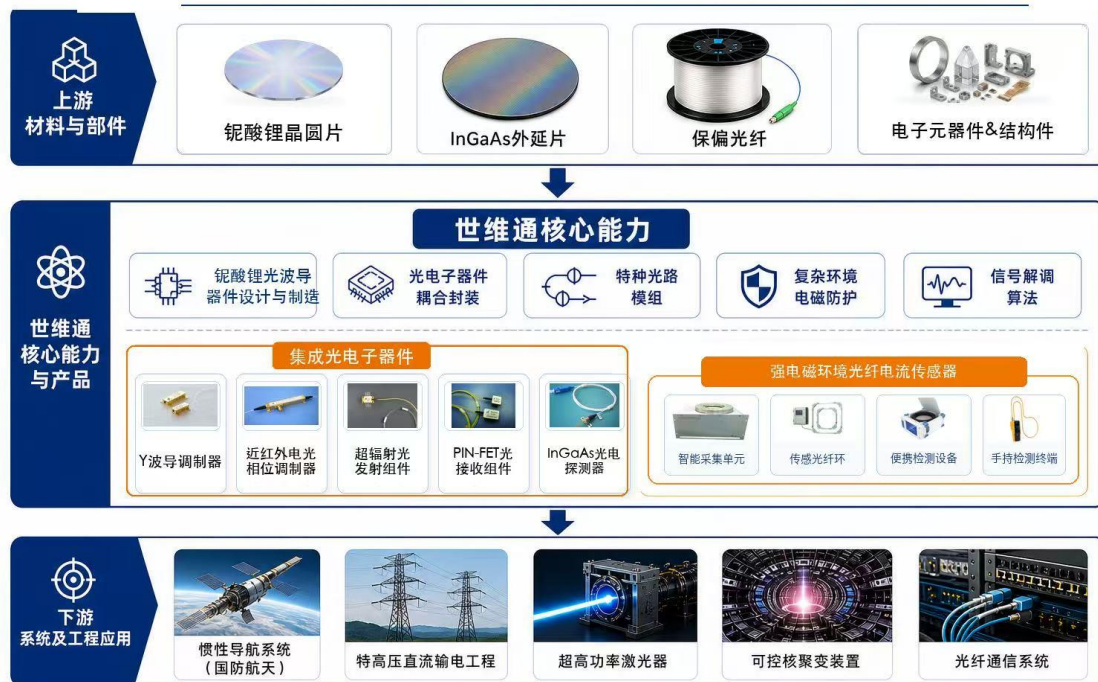 上游
材料与部件
铌酸锂晶圆片
InGaAs外延片
保偏光纤
电子元器件&结构件
世维通
核心能力
与产品
世维通核心能力
铌酸锂光波导
器件设计与制造
光电子器件
耦合封装
特种光路
模组
复杂环境
电磁防护
信号解调
算法
集成光电子器件
Y波导调制器
近红外电光
相位调制器
超辐射光
发射组件
PIN-FET光
接收组件
InGaAs光电
探测器
强电磁环境光纤电流传感器
智能采集单元
传感光纤环
便携检测设备
手持检测终端
下游
系统及工程应用
惯性导航系统
（国防航天）
特高压直流输电工程
超高功率激光器
可控核聚变装置
光纤通信系统